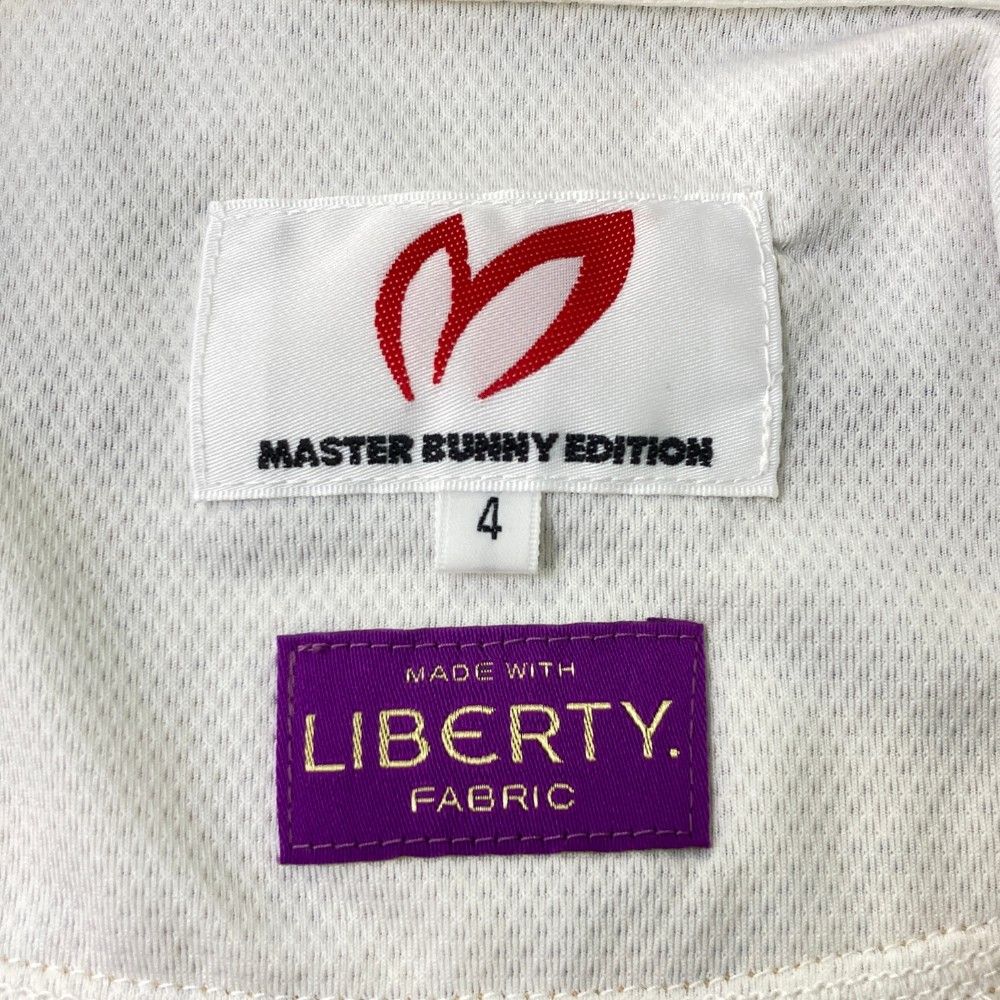 MASTER BUNNY EDITION
4
MADE WITH
LIBERTY.
FABRIC